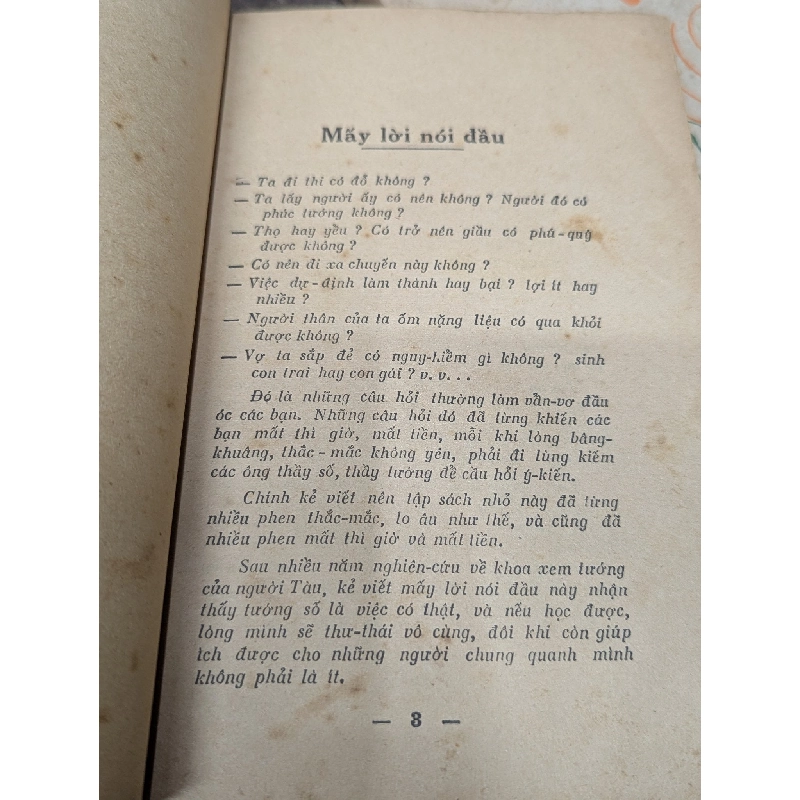 Mấy lời nói đầu
— Ta đi thi có đỗ không ?
— Ta lấy người ấy có nên không ? Người đó có
phúc tướng không ?
— Thọ hay yểu ? Có trở nên giầu có phú-quý
được không ?
— Có nên đi xa chuyến này không ?
— Việc dự-định làm thành hay bại ? lợi ít hay
nhiều ?
— Người thân của ta ốm nặng liệu có qua khỏi
được không ?
— Vợ ta sắp đẻ có nguy-hiểm gì không ? sinh
con trai hay con gái ? v. v. . .
Đó là những câu hỏi thường làm vẩn-vơ đầu
óc các bạn. Những câu hỏi đó đã từng khiến các
bạn mất thì giờ, mất tiền, mỗi khi lòng bâng-
khuâng, thắc-mắc không yên, phải đi lùng kiếm
các ông thầy số, thầy tướng để cầu hỏi ý-kiến.
Chính kẻ viết nên tập sách nhỏ này đã từng
nhiều phen thắc-mắc, lo âu như thế, và cũng đã
nhiều phen mất thì giờ và mất tiền.
Sau nhiều năm nghiên-cứu về khoa xem tướng
của người Tàu, kẻ viết mấy lời nói đầu này nhận
thấy tướng số là việc có thật, và nếu học được,
lòng mình sẽ thư-thái vô cùng, đôi khi còn giúp
ích được cho những người chung quanh mình
không phải là ít.
— 3 —